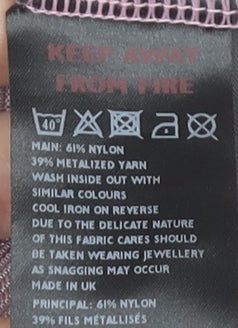 KEEP AWAY
FROM FIRE
40°
MAIN: 61% NYLON
39% METALIZED YARN
WASH INSIDE OUT WITH
SIMILAR COLOURS
COOL IRON ON REVERSE
DUE TO THE DELICATE NATURE
OF THIS FABRIC CARES SHOULD
BE TAKEN WEARING JEWELLERY
AS SNAGGING MAY OCCUR
MADE IN UK
PRINCIPAL: 61% NYLON
39% FILS MÉTALLISÉS